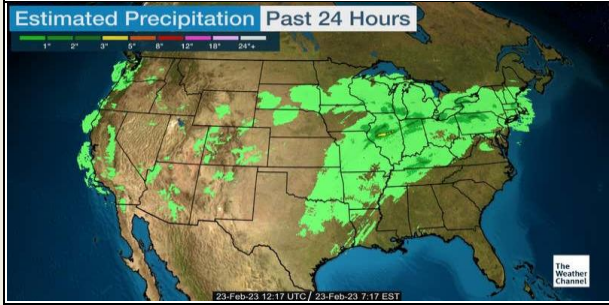 Estimated Precipitation Past 24 Hours
1" 2" 3" 5" 8" 12" 18" 24"+
The
Weather
Channel
23-Feb-23 12:17 UTC / 23-Feb-23 7:17 EST